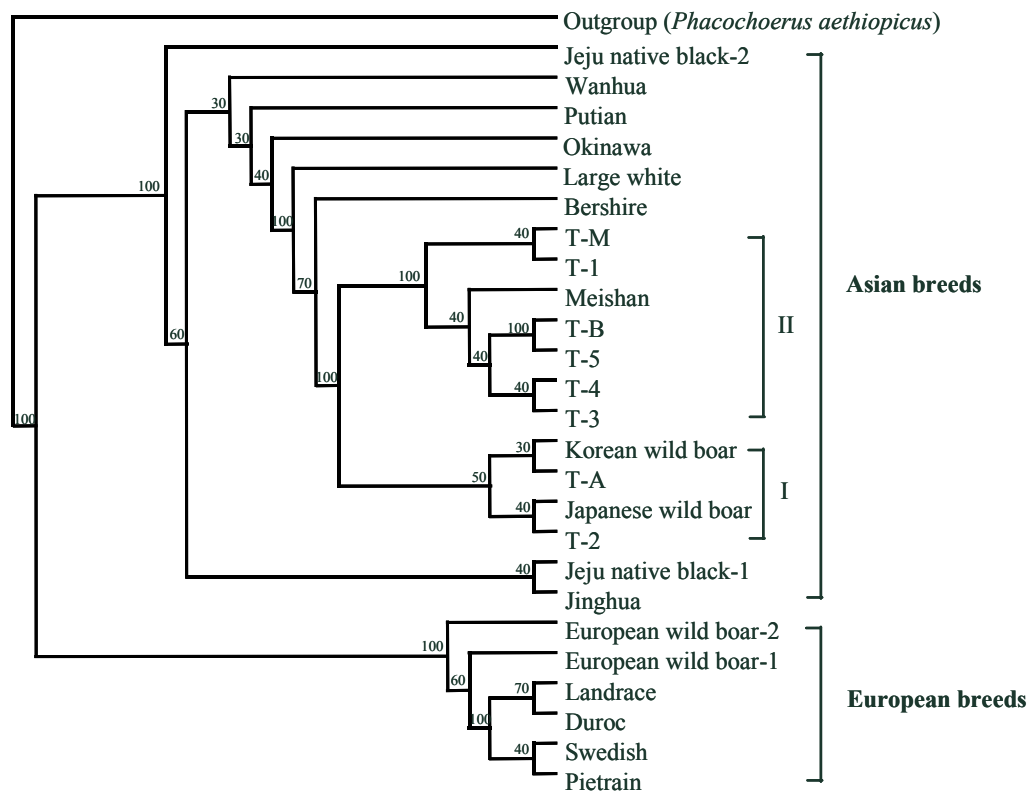 Outgroup (Phacochoerus aethiopicus)
Jeju native black-2
Wanhua
30
Putian
30
Okinawa
40
Large white
100
Bershire
100
70
T-M
40
T-1
100
Meishan
Asian breeds
40
T-B
100
II
60
T-5
40
100
T-4
40
T-3
100
Korean wild boar
30
T-A
50
I
Japanese wild boar
40
T-2
Jeju native black-1
40
Jinghua
European wild boar-2
100
European wild boar-1
60
Landrace
70
European breeds
Duroc
100
Swedish
40
Pietrain